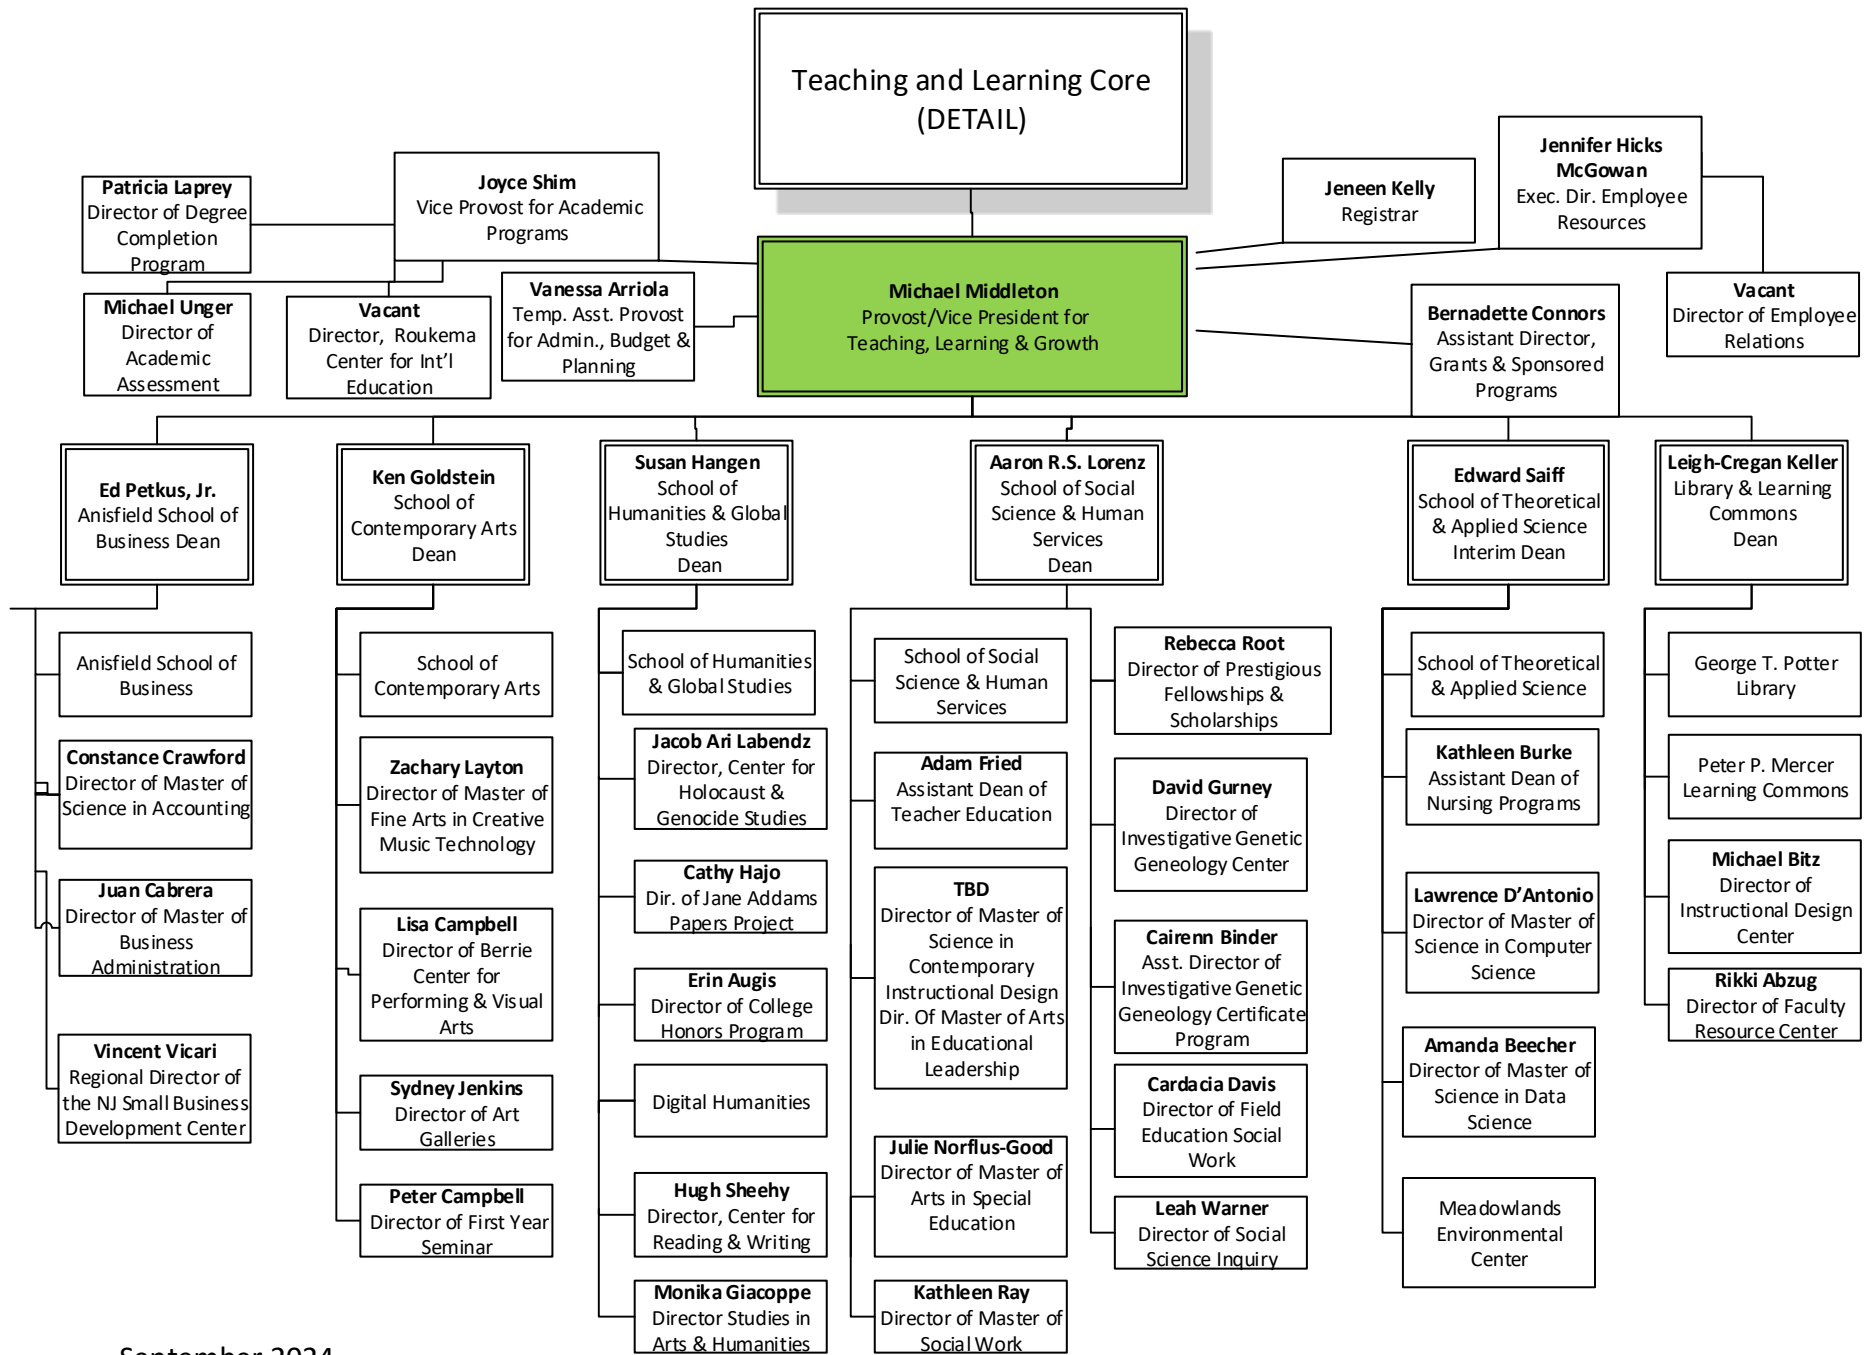 Teaching and Learning Core
(DETAIL)
Patricia Laprey
Director of Degree
Completion
Program
Joyce Shim
Vice Provost for Academic
Programs
Jeneen Kelly
Registrar
Jennifer Hicks
McGowan
Exec. Dir. Employee
Resources
Michael Unger
Director of
Academic
Assessment
Vacant
Director, Roukema
Center for Int'l
Education
Vanessa Arriola
Temp. Asst. Provost
for Admin., Budget &
Planning
Michael Middleton
Provost/Vice President for
Teaching, Learning & Growth
Bernadette Connors
Assistant Director,
Grants & Sponsored
Programs
Vacant
Director of Employee
Relations
Ed Petkus, Jr.
Anisfield School of
Business Dean
Ken Goldstein
School of
Contemporary Arts
Dean
Susan Hangen
School of
Humanities & Global
Studies
Dean
Aaron R.S. Lorenz
School of Social
Science & Human
Services
Dean
Edward Saiff
School of Theoretical
& Applied Science
Interim Dean
Leigh-Cregan Keller
Library & Learning
Commons
Dean
Anisfield School of
Business
Constance Crawford
Director of Master of
Science in Accounting
Juan Cabrera
Director of Master of
Business
Administration
Vincent Vicari
Regional Director of
the NJ Small Business
Development Center
School of
Contemporary Arts
Zachary Layton
Director of Master of
Fine Arts in Creative
Music Technology
Lisa Campbell
Director of Berrie
Center for
Performing & Visual
Arts
Sydney Jenkins
Director of Art
Galleries
Peter Campbell
Director of First Year
Seminar
School of Humanities
& Global Studies
Jacob Ari Labendz
Director, Center for
Holocaust &
Genocide Studies
Cathy Hajo
Dir. of Jane Addams
Papers Project
Erin Augis
Director of College
Honors Program
Digital Humanities
Hugh Sheehy
Director, Center for
Reading & Writing
Monika Giacoppe
Director Studies in
Arts & Humanities
School of Social
Science & Human
Services
Adam Fried
Assistant Dean of
Teacher Education
TBD
Director of Master of
Science in
Contemporary
Instructional Design
Dir. Of Master of Arts
in Educational
Leadership
Julie Norflus-Good
Director of Master of
Arts in Special
Education
Kathleen Ray
Director of Master of
Social Work
Rebecca Root
Director of Prestigious
Fellowships &
Scholarships
David Gurney
Director of
Investigative Genetic
Geneology Center
Cairenn Binder
Asst. Director of
Investigative Genetic
Geneology Certificate
Program
Cardacia Davis
Director of Field
Education Social
Work
Leah Warner
Director of Social
Science Inquiry
School of Theoretical
& Applied Science
Kathleen Burke
Assistant Dean of
Nursing Programs
Lawrence D'Antonio
Director of Master of
Science in Computer
Science
Amanda Beecher
Director of Master of
Science in Data
Science
Meadowlands
Environmental
Center
George T. Potter
Library
Peter P. Mercer
Learning Commons
Michael Bitz
Director of
Instructional Design
Center
Rikki Abzug
Director of Faculty
Resource Center
September 2024